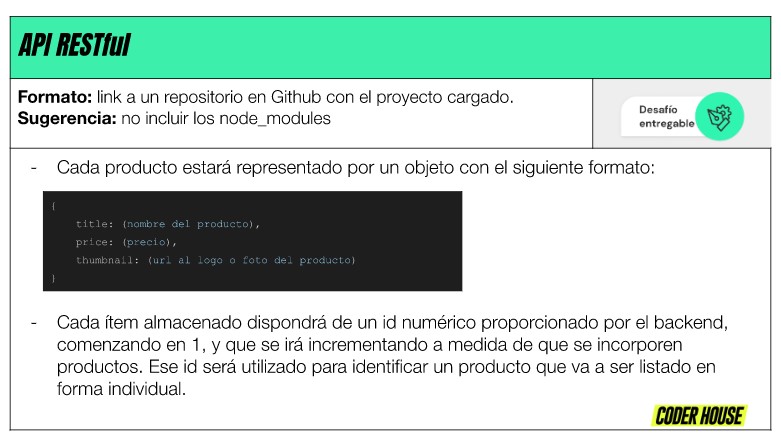 API RESTful
Formato: link a un repositorio en Github con el proyecto cargado.
Sugerencia: no incluir los node_modules
Desafío
entregable
- Cada producto estará representado por un objeto con el siguiente formato:
{
title: (nombre del producto),
price: (precio),
thumbnail: (url al logo o foto del producto)
}
- Cada ítem almacenado dispondrá de un id numérico proporcionado por el backend,
comenzando en 1, y que se irá incrementando a medida de que se incorporen
productos. Ese id será utilizado para identificar un producto que va a ser listado en
forma individual.
CODER HOUSE